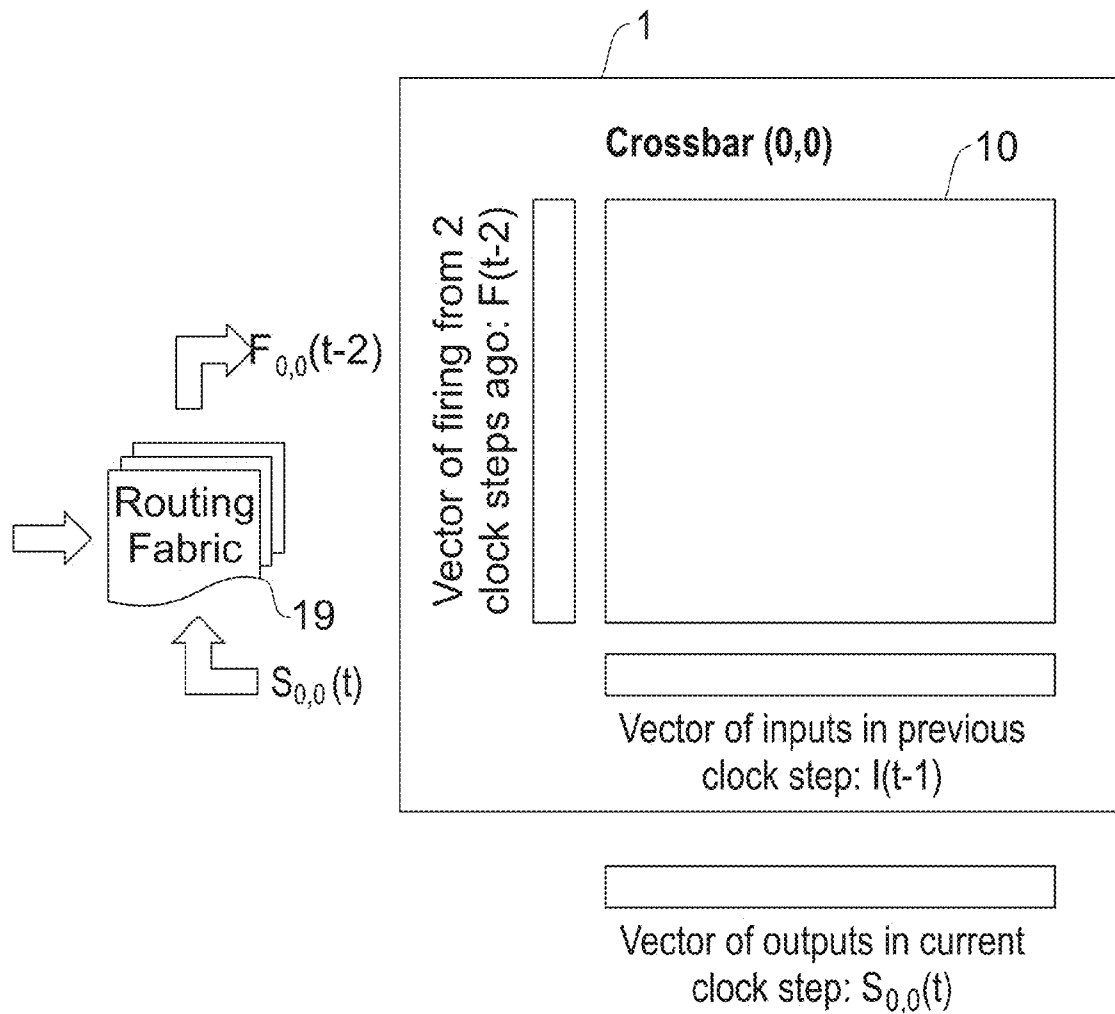 1
Crossbar (0,0)
10
Vector of firing from 2
clock steps ago: F(t-2)
F0,0(t-2)
Routing
Fabric
19
S0,0(t)
Vector of inputs in previous
clock step: I(t-1)
Vector of outputs in current
clock step: S0,0(t)